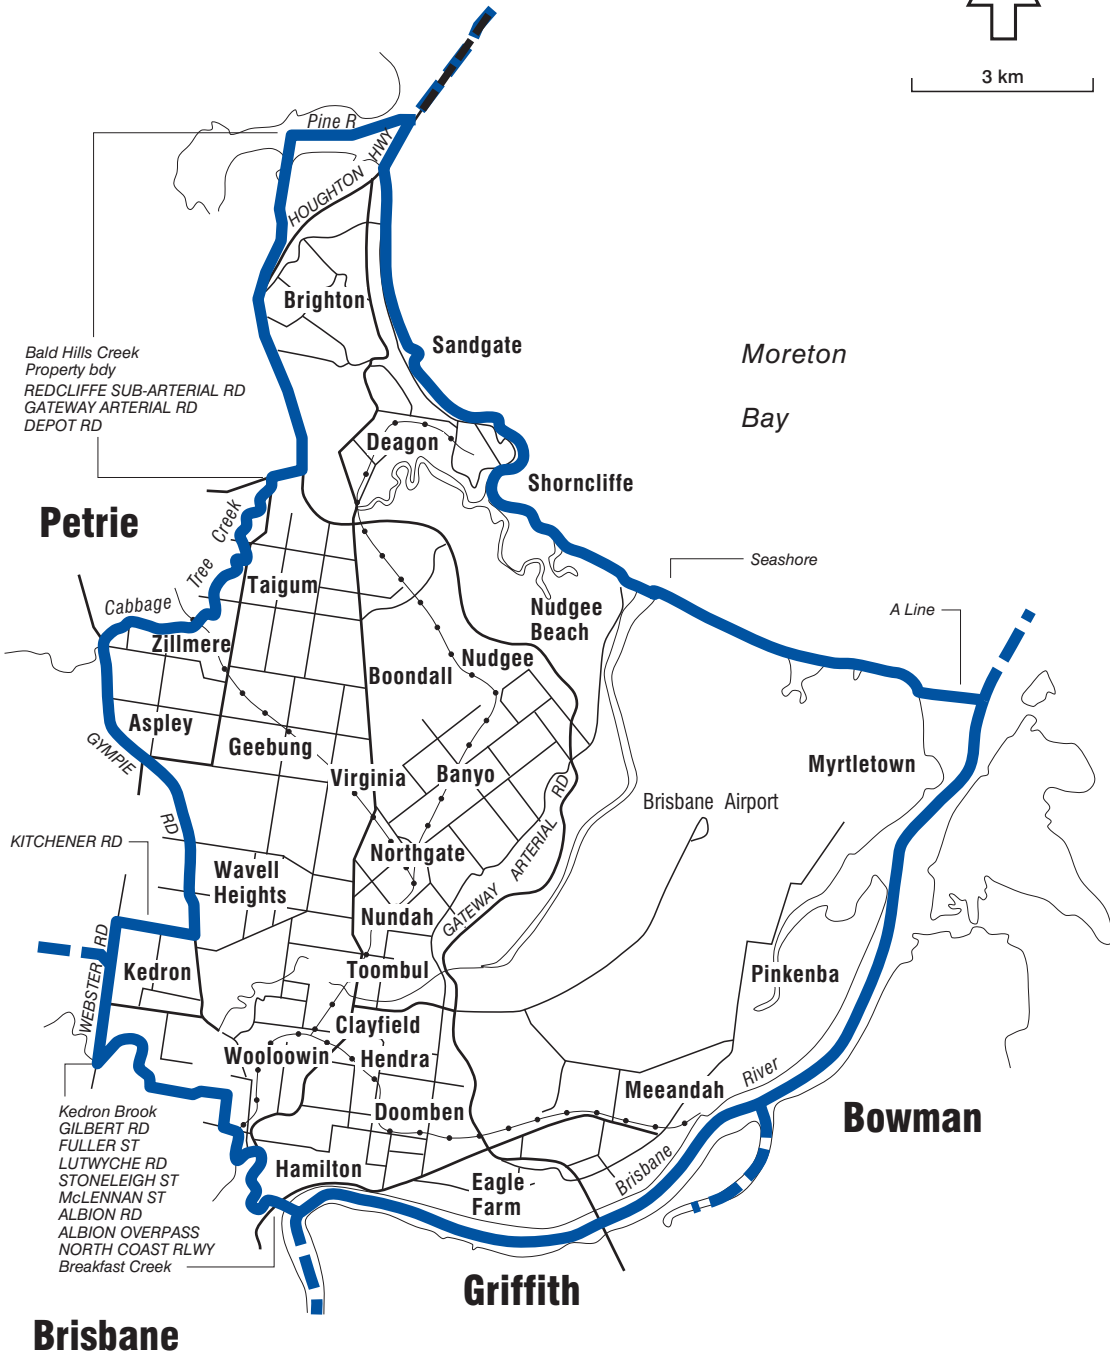 3 km
Pine R
HOUGHTON HWY
Brighton
Sandgate
Moreton
Bay
Bald Hills Creek
Property bdy
REDCLIFFE SUB-ARTERIAL RD
GATEWAY ARTERIAL RD
DEPOT RD
Deagon
Shorncliffe
Petrie
Cabbage Tree Creek
Seashore
Taigum
A Line
Nudgee
Beach
Zillmere
Nudgee
Boondall
Aspley
Geebung
GYMPIE RD
Virginia
Banyo
Myrtletown
Brisbane Airport
KITCHENER RD
Northgate
GATEWAY ARTERIAL RD
Wavell
Heights
Nundah
WEBSTER RD
Kedron
Toombul
Pinkenba
Clayfield
Wooloowin
Hendra
Meeandah
Brisbane River
Doomben
Bowman
Kedron Brook
GILBERT RD
FULLER ST
LUTWYCHE RD
STONELEIGH ST
McLENNAN ST
ALBION RD
ALBION OVERPASS
NORTH COAST RLWY
Breakfast Creek
Hamilton
Eagle
Farm
Griffith
Brisbane